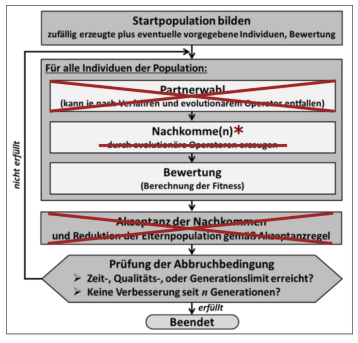 Startpopulation bilden
zufällig erzeugte plus eventuelle vorgegebene Individuen, Bewertung
Für alle Individuen der Population:
Partnerwahl
(kann je nach Verfahren und evolutionärem Operator entfallen)
Nachkomme(n)*
durch evolutionäre Operatoren erzeugen
Bewertung
(Berechnung der Fitness)
Akzeptanz der Nachkommen
und Reduktion der Elternpopulation gemäß Akzeptanzregel
nicht erfüllt
Prüfung der Abbruchbedingung
➢ Zeit-, Qualitäts-, oder Generationslimit erreicht?
➢ Keine Verbesserung seit n Generationen?
erfüllt
Beendet